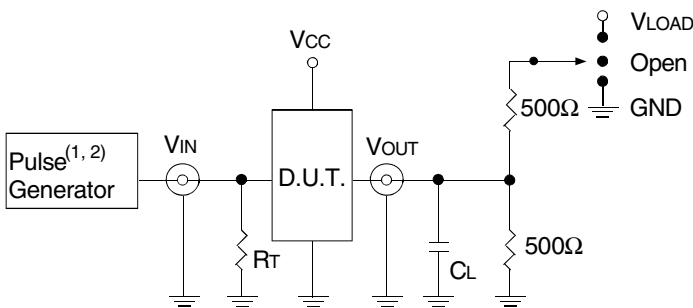 VLOAD
Open
GND
VCC
500Ω
Pulse(1, 2)
Generator
VIN
D.U.T.
VOUT
RT
CL
500Ω